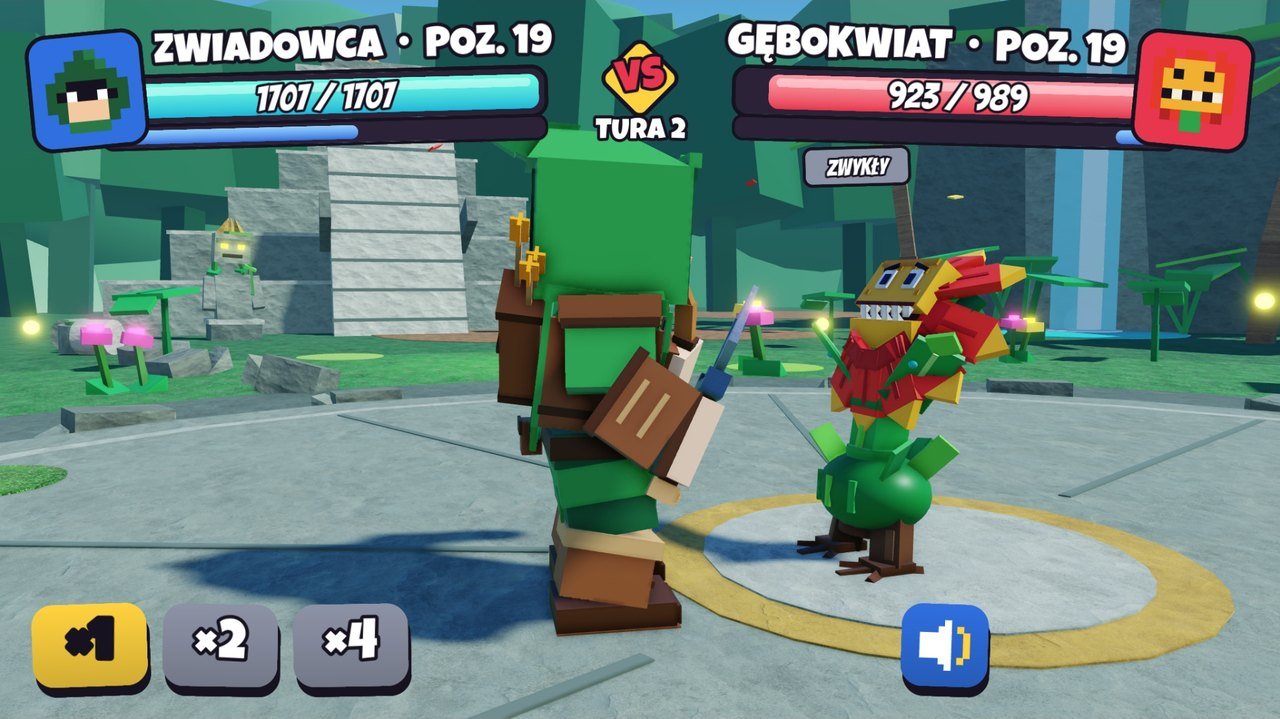 ZWIADOWCA • POZ. 19
1707 / 1707
VS
TURA 2
GĘBOKWIAT • POZ. 19
923 / 989
ZWYKŁY
×1
×2
×4